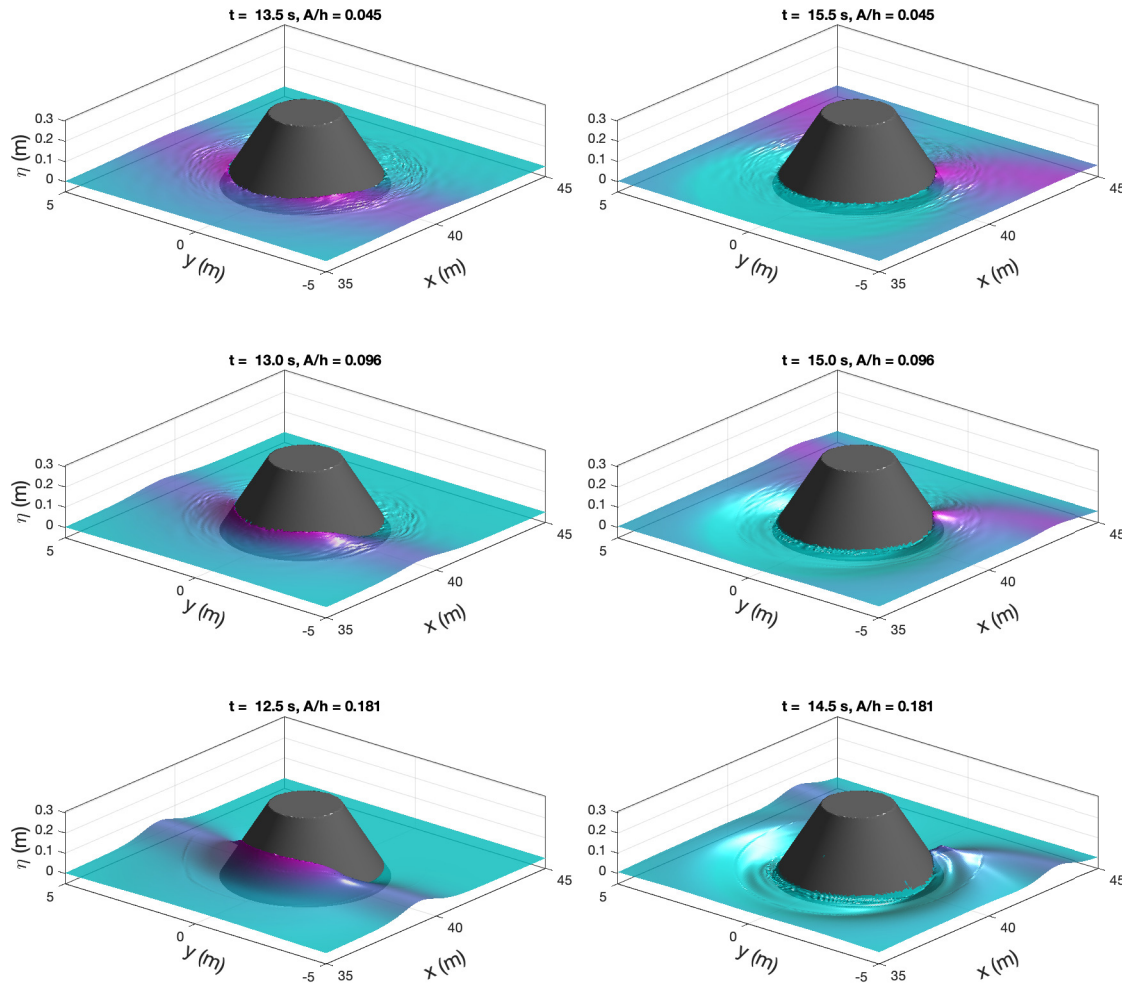 t = 13.5 s, A/h = 0.045
0.3
0.2
0.1
0
η (m)
5
0
-5
y (m)
35
40
45
x (m)
t = 15.5 s, A/h = 0.045
0.3
0.2
0.1
0
5
0
-5
y (m)
35
40
45
x (m)
t = 13.0 s, A/h = 0.096
0.3
0.2
0.1
0
η (m)
5
0
-5
y (m)
35
40
45
x (m)
t = 15.0 s, A/h = 0.096
0.3
0.2
0.1
0
5
0
-5
y (m)
35
40
45
x (m)
t = 12.5 s, A/h = 0.181
0.3
0.2
0.1
0
η (m)
5
0
-5
y (m)
35
40
45
x (m)
t = 14.5 s, A/h = 0.181
0.3
0.2
0.1
0
5
0
-5
y (m)
35
40
45
x (m)